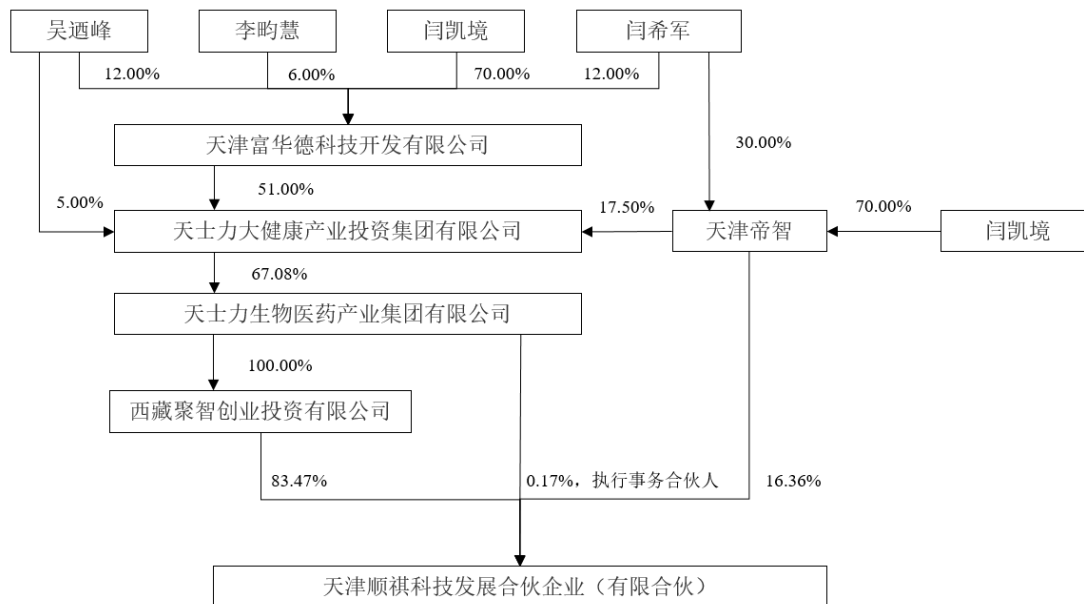 吴迺峰
李畇慧
闫凯境
闫希军
12.00%
6.00%
70.00%
12.00%
天津富华德科技开发有限公司
30.00%
51.00%
5.00%
17.50%
70.00%
天士力大健康产业投资集团有限公司
天津帝智
闫凯境
67.08%
天士力生物医药产业集团有限公司
100.00%
西藏聚智创业投资有限公司
83.47%
0.17%，执行事务合伙人
16.36%
天津顺祺科技发展合伙企业（有限合伙）